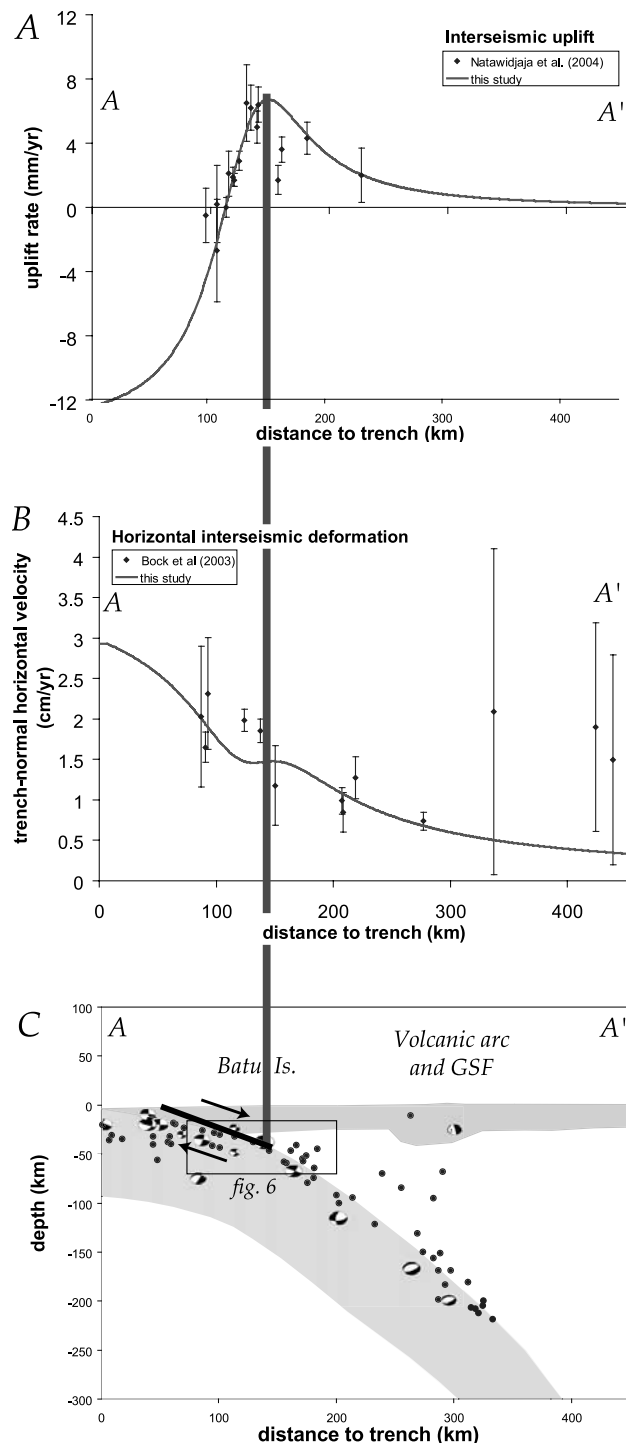 A
Interseismic uplift
Natawidjaja et al. (2004)
this study
A
A'
uplift rate (mm/yr)
12
8
4
0
-4
-8
-12
0
100
200
300
400
distance to trench (km)
B
Horizontal interseismic deformation
Bock et al (2003)
this study
A
A'
trench-normal horizontal velocity
(cm/yr)
4.5
4
3.5
3
2.5
2
1.5
1
0.5
0
0
100
200
300
400
distance to trench (km)
C
A
A'
Batu Is.
Volcanic arc
and GSF
fig. 6
depth (km)
100
50
0
-50
-100
-150
-200
-250
-300
0
100
200
300
400
distance to trench (km)